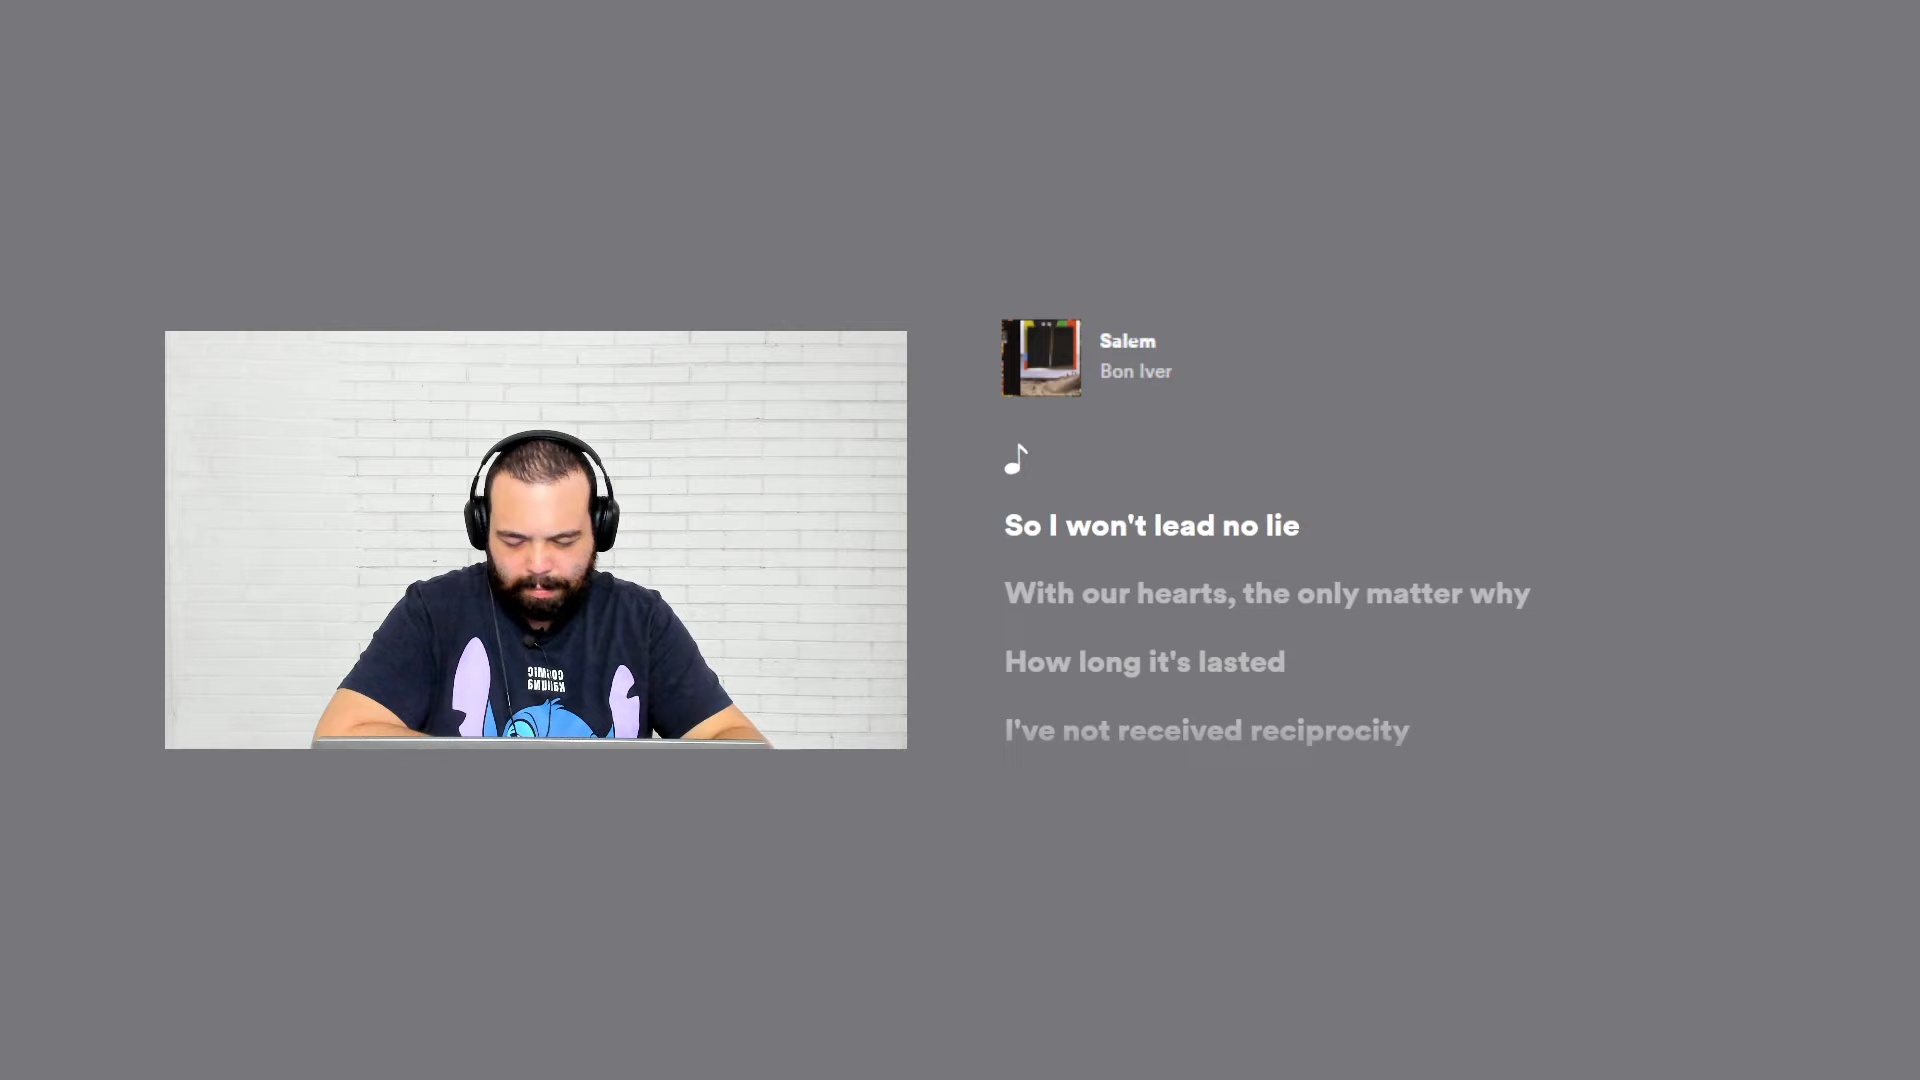 Salem
Bon Iver
So I won't lead no lie
With our hearts, the only matter why
How long it's lasted
I've not received reciprocity